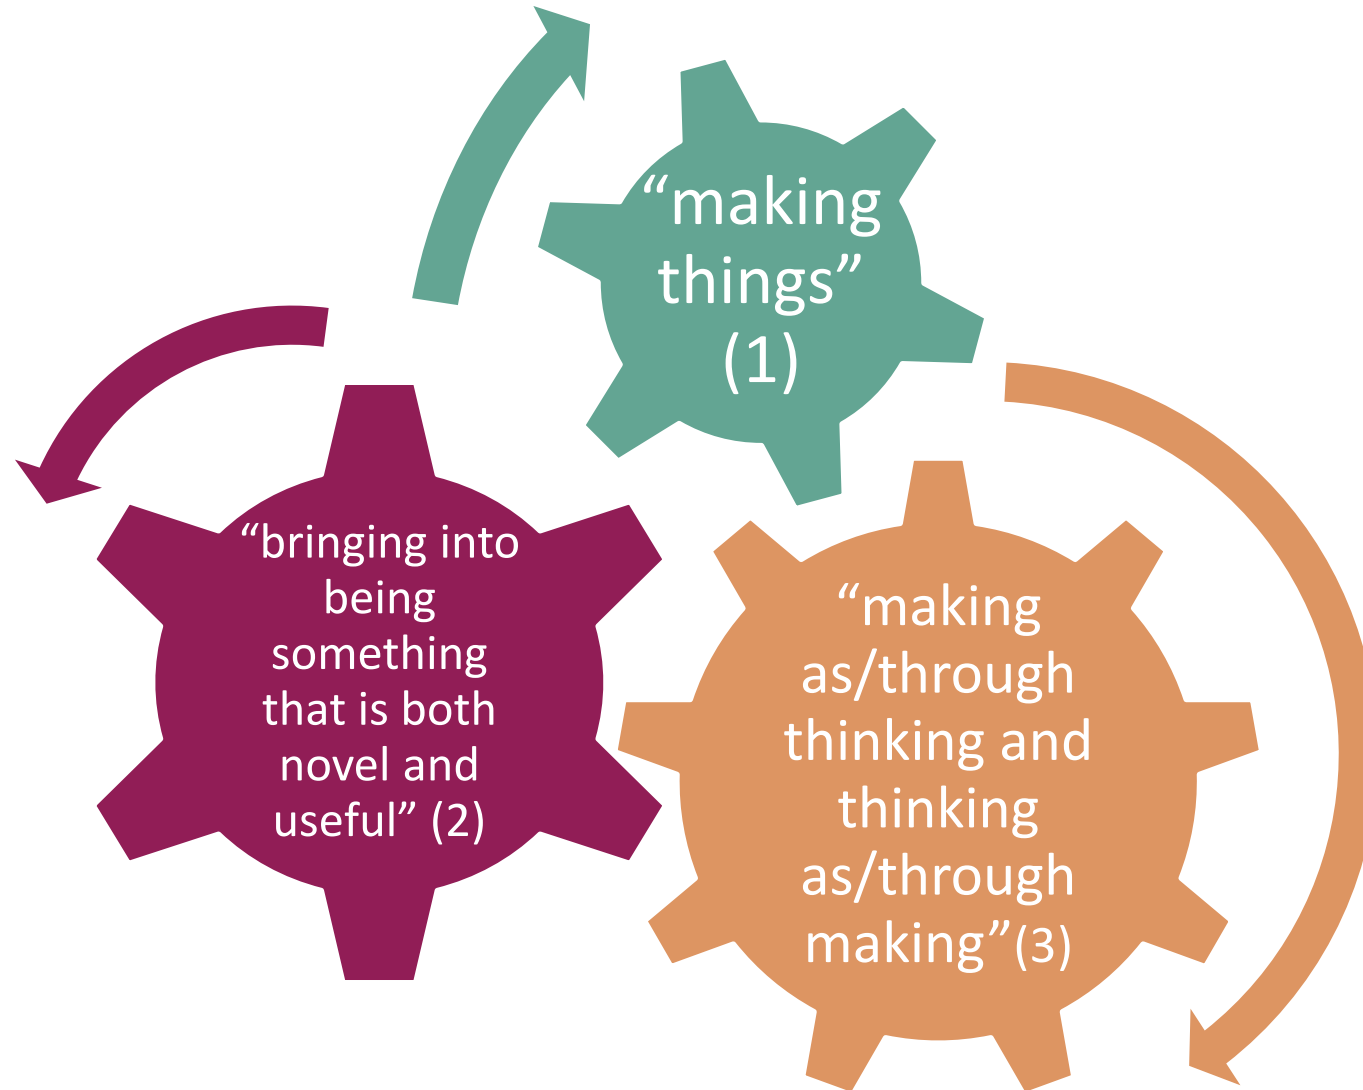 “making
things”
(1)
“bringing into
being
something
that is both
novel and
useful” (2)
“making
as/through
thinking and
thinking
as/through
making”(3)